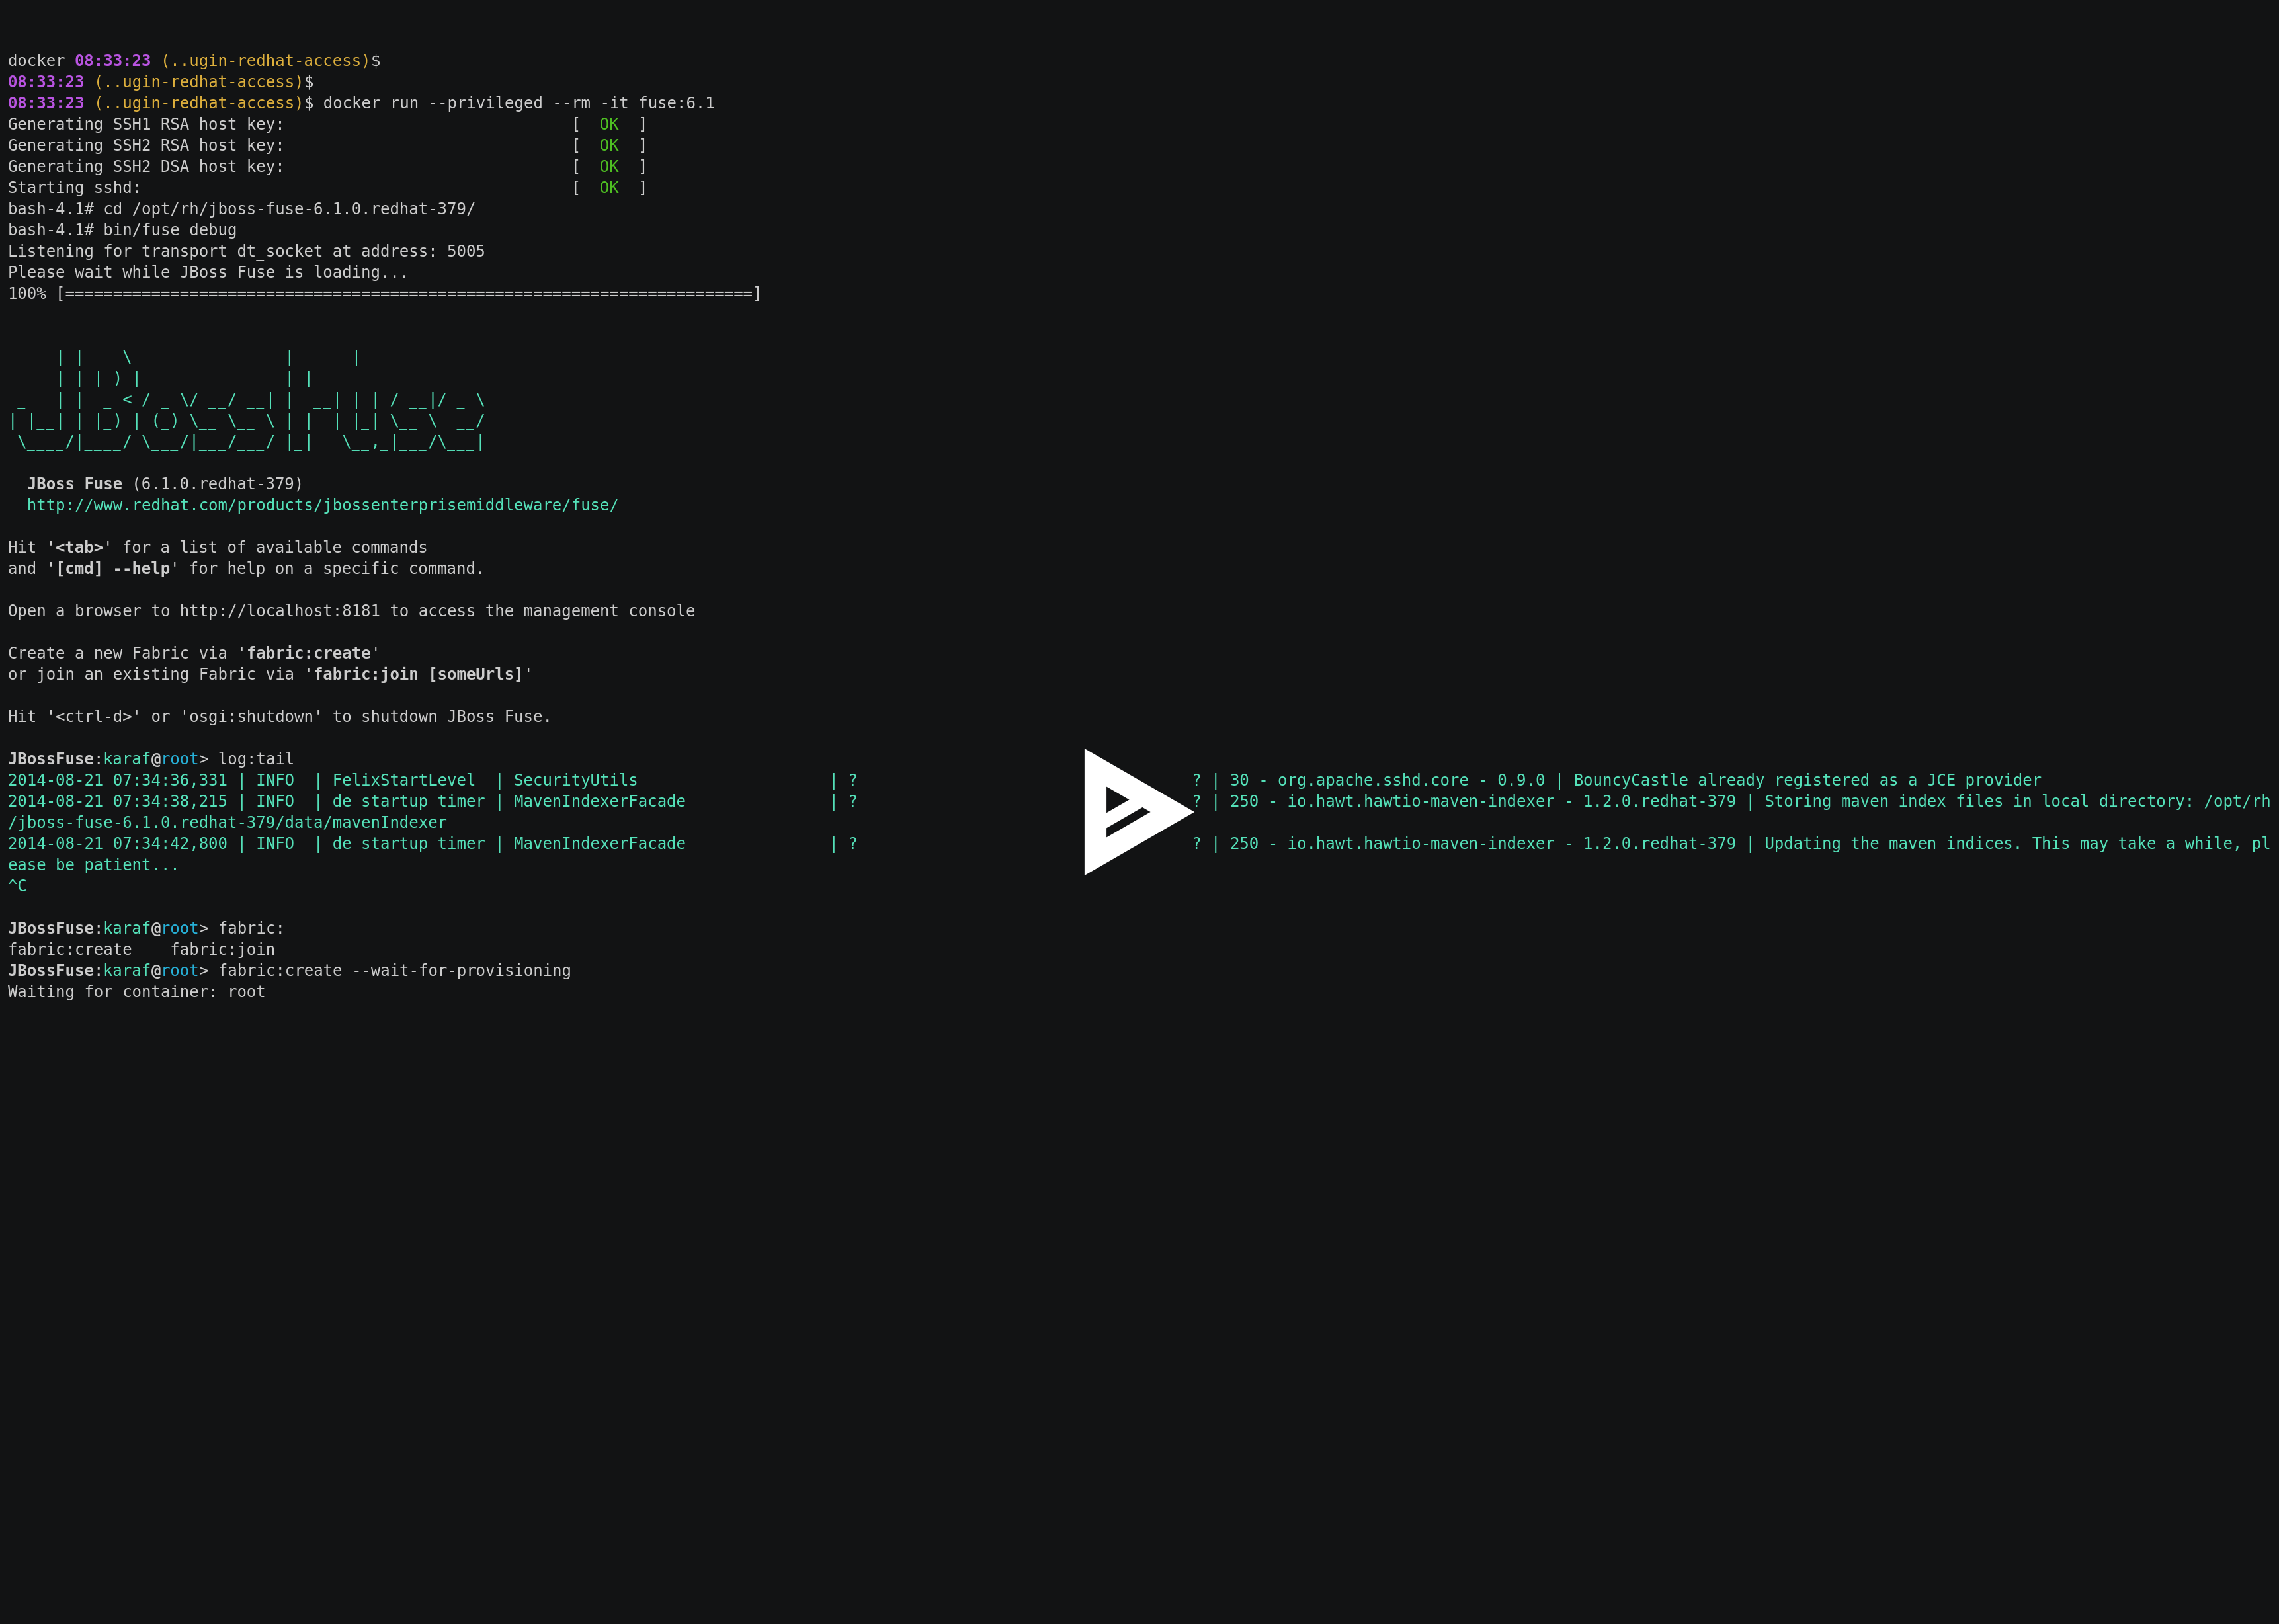 docker 08:33:23 (..ugin-redhat-access)$
08:33:23 (..ugin-redhat-access)$
08:33:23 (..ugin-redhat-access)$ docker run --privileged --rm -it fuse:6.1
Generating SSH1 RSA host key:                              [  OK  ]
Generating SSH2 RSA host key:                              [  OK  ]
Generating SSH2 DSA host key:                              [  OK  ]
Starting sshd:                                             [  OK  ]
bash-4.1# cd /opt/rh/jboss-fuse-6.1.0.redhat-379/
bash-4.1# bin/fuse debug
Listening for transport dt_socket at address: 5005
Please wait while JBoss Fuse is loading...
100% [========================================================================]
JBoss Fuse
JBoss Fuse (6.1.0.redhat-379)
http://www.redhat.com/products/jbossenterprisemiddleware/fuse/
Hit '<tab>' for a list of available commands
and '[cmd] --help' for help on a specific command.
Open a browser to http://localhost:8181 to access the management console
Create a new Fabric via 'fabric:create'
or join an existing Fabric via 'fabric:join [someUrls]'
Hit '<ctrl-d>' or 'osgi:shutdown' to shutdown JBoss Fuse.
JBossFuse:karaf@root> log:tail
2014-08-21 07:34:36,331 | INFO  | FelixStartLevel  | SecurityUtils                    | ?                                   ? | 30 - org.apache.sshd.core - 0.9.0 | BouncyCastle already registered as a JCE provider
2014-08-21 07:34:38,215 | INFO  | de startup timer | MavenIndexerFacade               | ?                                   ? | 250 - io.hawt.hawtio-maven-indexer - 1.2.0.redhat-379 | Storing maven index files in local directory: /opt/rh
/jboss-fuse-6.1.0.redhat-379/data/mavenIndexer
2014-08-21 07:34:42,800 | INFO  | de startup timer | MavenIndexerFacade               | ?                                   ? | 250 - io.hawt.hawtio-maven-indexer - 1.2.0.redhat-379 | Updating the maven indices. This may take a while, pl
ease be patient...
^C
JBossFuse:karaf@root> fabric:
fabric:create    fabric:join
JBossFuse:karaf@root> fabric:create --wait-for-provisioning
Waiting for container: root